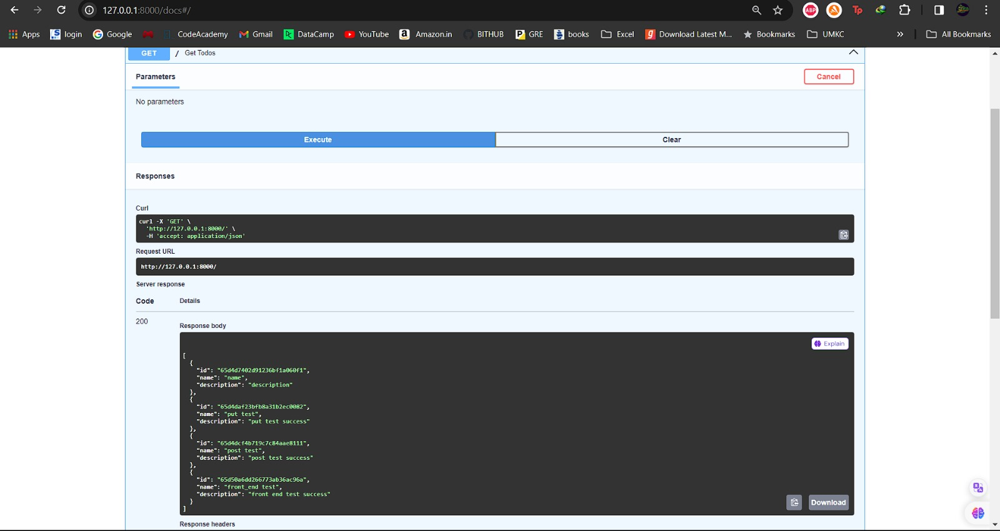 127.0.0.1:8000/docs#/
ABP
Tp
Apps
login
Google
CodeAcademy
Gmail
DataCamp
YouTube
Amazon.in
BITHUB
GRE
books
Excel
Download Latest M...
Bookmarks
UMKC
»
All Bookmarks
GET / Get Todos
Parameters
Cancel
No parameters
Execute
Clear
Responses
Curl
curl -X 'GET' \
'http://127.0.0.1:8000/' \
-H 'accept: application/json'
Request URL
http://127.0.0.1:8000/
Server response
Code Details
200
Response body
Explain
[
{
"id": "65d4d7402d91236bf1a060f1",
"name": "name",
"description": "description"
},
{
"id": "65d4daf23bfb8a31b2ec0082",
"name": "put test",
"description": "put test success"
},
{
"id": "65d4dcf4b719c7c84aae8111",
"name": "post test",
"description": "post test success"
},
{
"id": "65d50a6dd266773ab36ac96a",
"name": "front_end test",
"description": "front end test success"
}
]
Download
Response headers